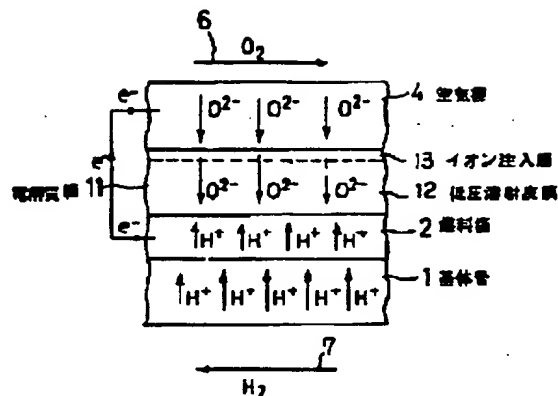 6
O₂
e⁻
O²⁻ O²⁻ O²⁻
4 空気極
13 イオン注入層
e⁻
電解質層 11
O²⁻ O²⁻ O²⁻
12 低圧溶射皮膜
e⁻
H⁺ H⁺ H⁺ H⁺
2 燃料極
H⁺ H⁺ H⁺ H⁺ H⁺
1 基体管
7
H₂